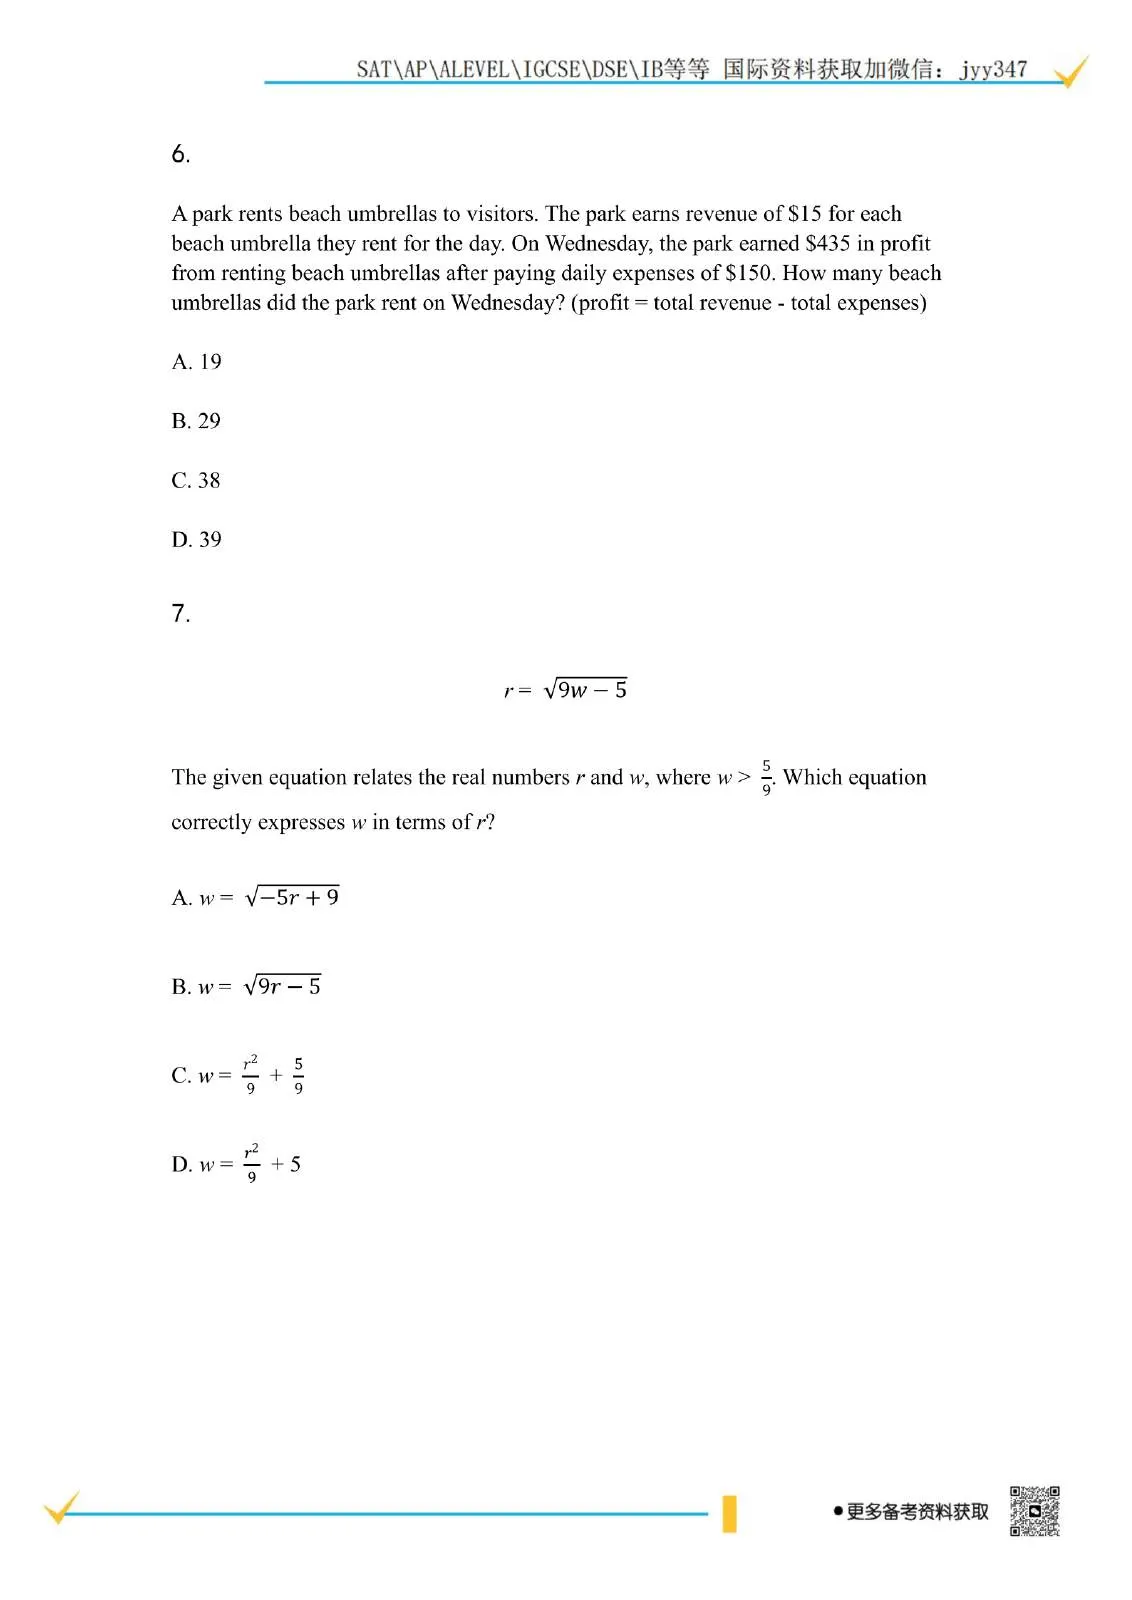 SAT\AP\ALEVEL\IGCSE\DSE\IB等等 国际资料获取加微信：jyy347
6.
A park rents beach umbrellas to visitors. The park earns revenue of $15 for each
beach umbrella they rent for the day. On Wednesday, the park earned $435 in profit
from renting beach umbrellas after paying daily expenses of $150. How many beach
umbrellas did the park rent on Wednesday? (profit = total revenue - total expenses)
A. 19
B. 29
C. 38
D. 39
7.
r = √(9w − 5)
The given equation relates the real numbers r and w, where w > 5/9. Which equation
correctly expresses w in terms of r?
A. w = √(−5r + 9)
B. w = √(9r − 5)
C. w = r²/9 + 5/9
D. w = r²/9 + 5
●更多备考资料获取